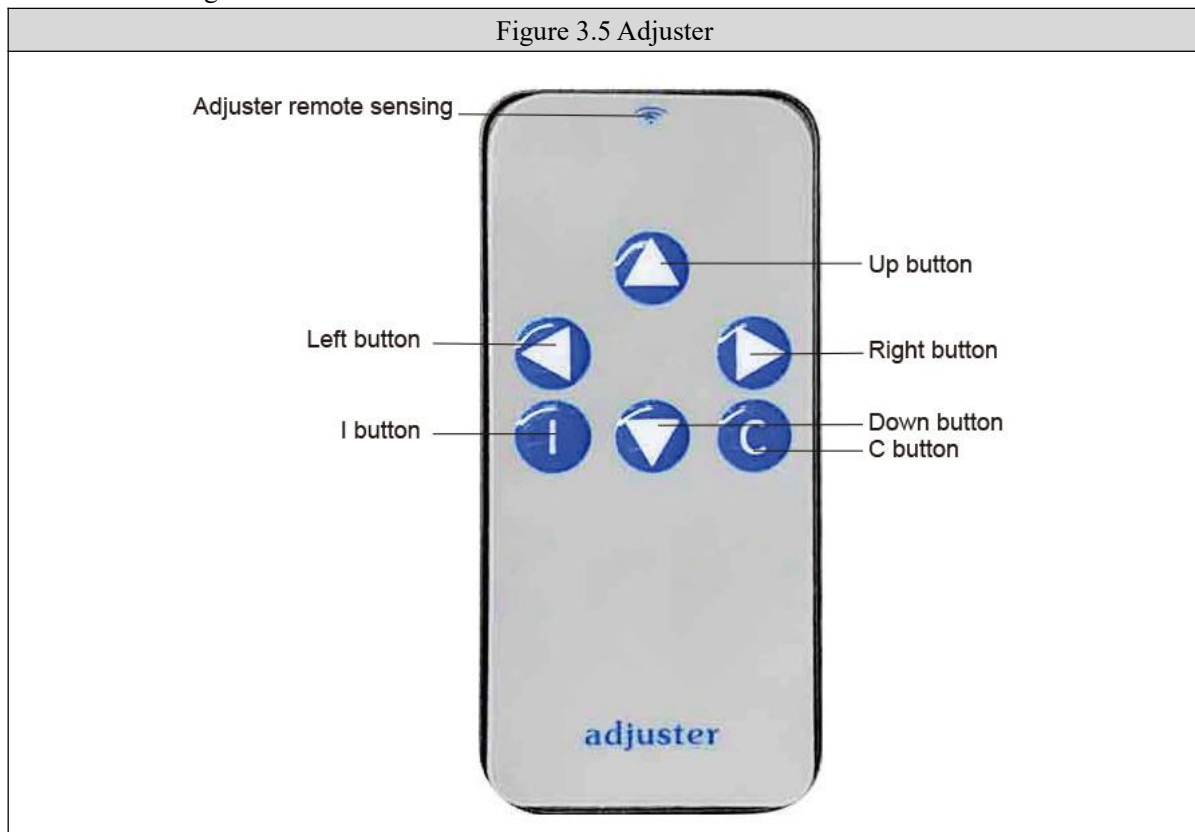 Figure 3.5 Adjuster
Adjuster remote sensing
Up button
Left button
Right button
I button
Down button
C button
I
C
adjuster